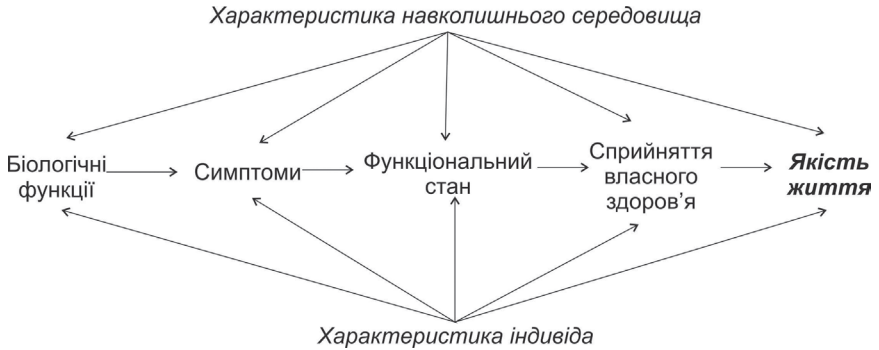 Характеристика навколишнього середовища
Біологічні
функції
Симптоми
Функціональний
стан
Сприйняття
власного
здоров’я
Якість
життя
Характеристика індивіда